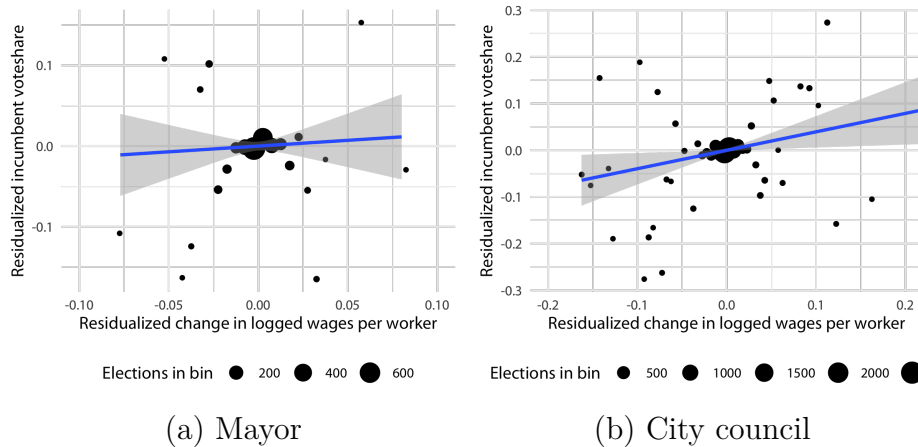 Residualized incumbent voteshare
0.1
0.0
-0.1
-0.10 -0.05 0.00 0.05 0.10
Residualized change in logged wages per worker
Elections in bin 200 400 600
(a) Mayor
Residualized incumbent voteshare
0.3
0.2
0.1
0.0
-0.1
-0.2
-0.3
-0.2 -0.1 0.0 0.1 0.2
Residualized change in logged wages per worker
Elections in bin 500 1000 1500 2000
(b) City council